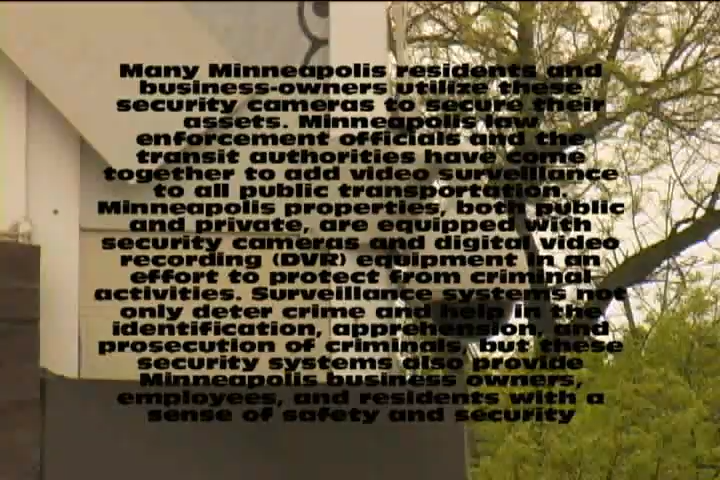 Many Minneapolis residents and
business-owners utilize these
security cameras to secure their
assets. Minneapolis law
enforcement officials and the
transit authorities have come
together to add video surveillance
to all public transportation.
Minneapolis properties, both public
and private, are equipped with
security cameras and digital video
recording (DVR) equipment in an
effort to protect from criminal
activities. Surveillance systems not
only deter crime and help in the
identification, apprehension, and
prosecution of criminals, but these
security systems also provide
Minneapolis business owners,
employees, and residents with a
sense of safety and security